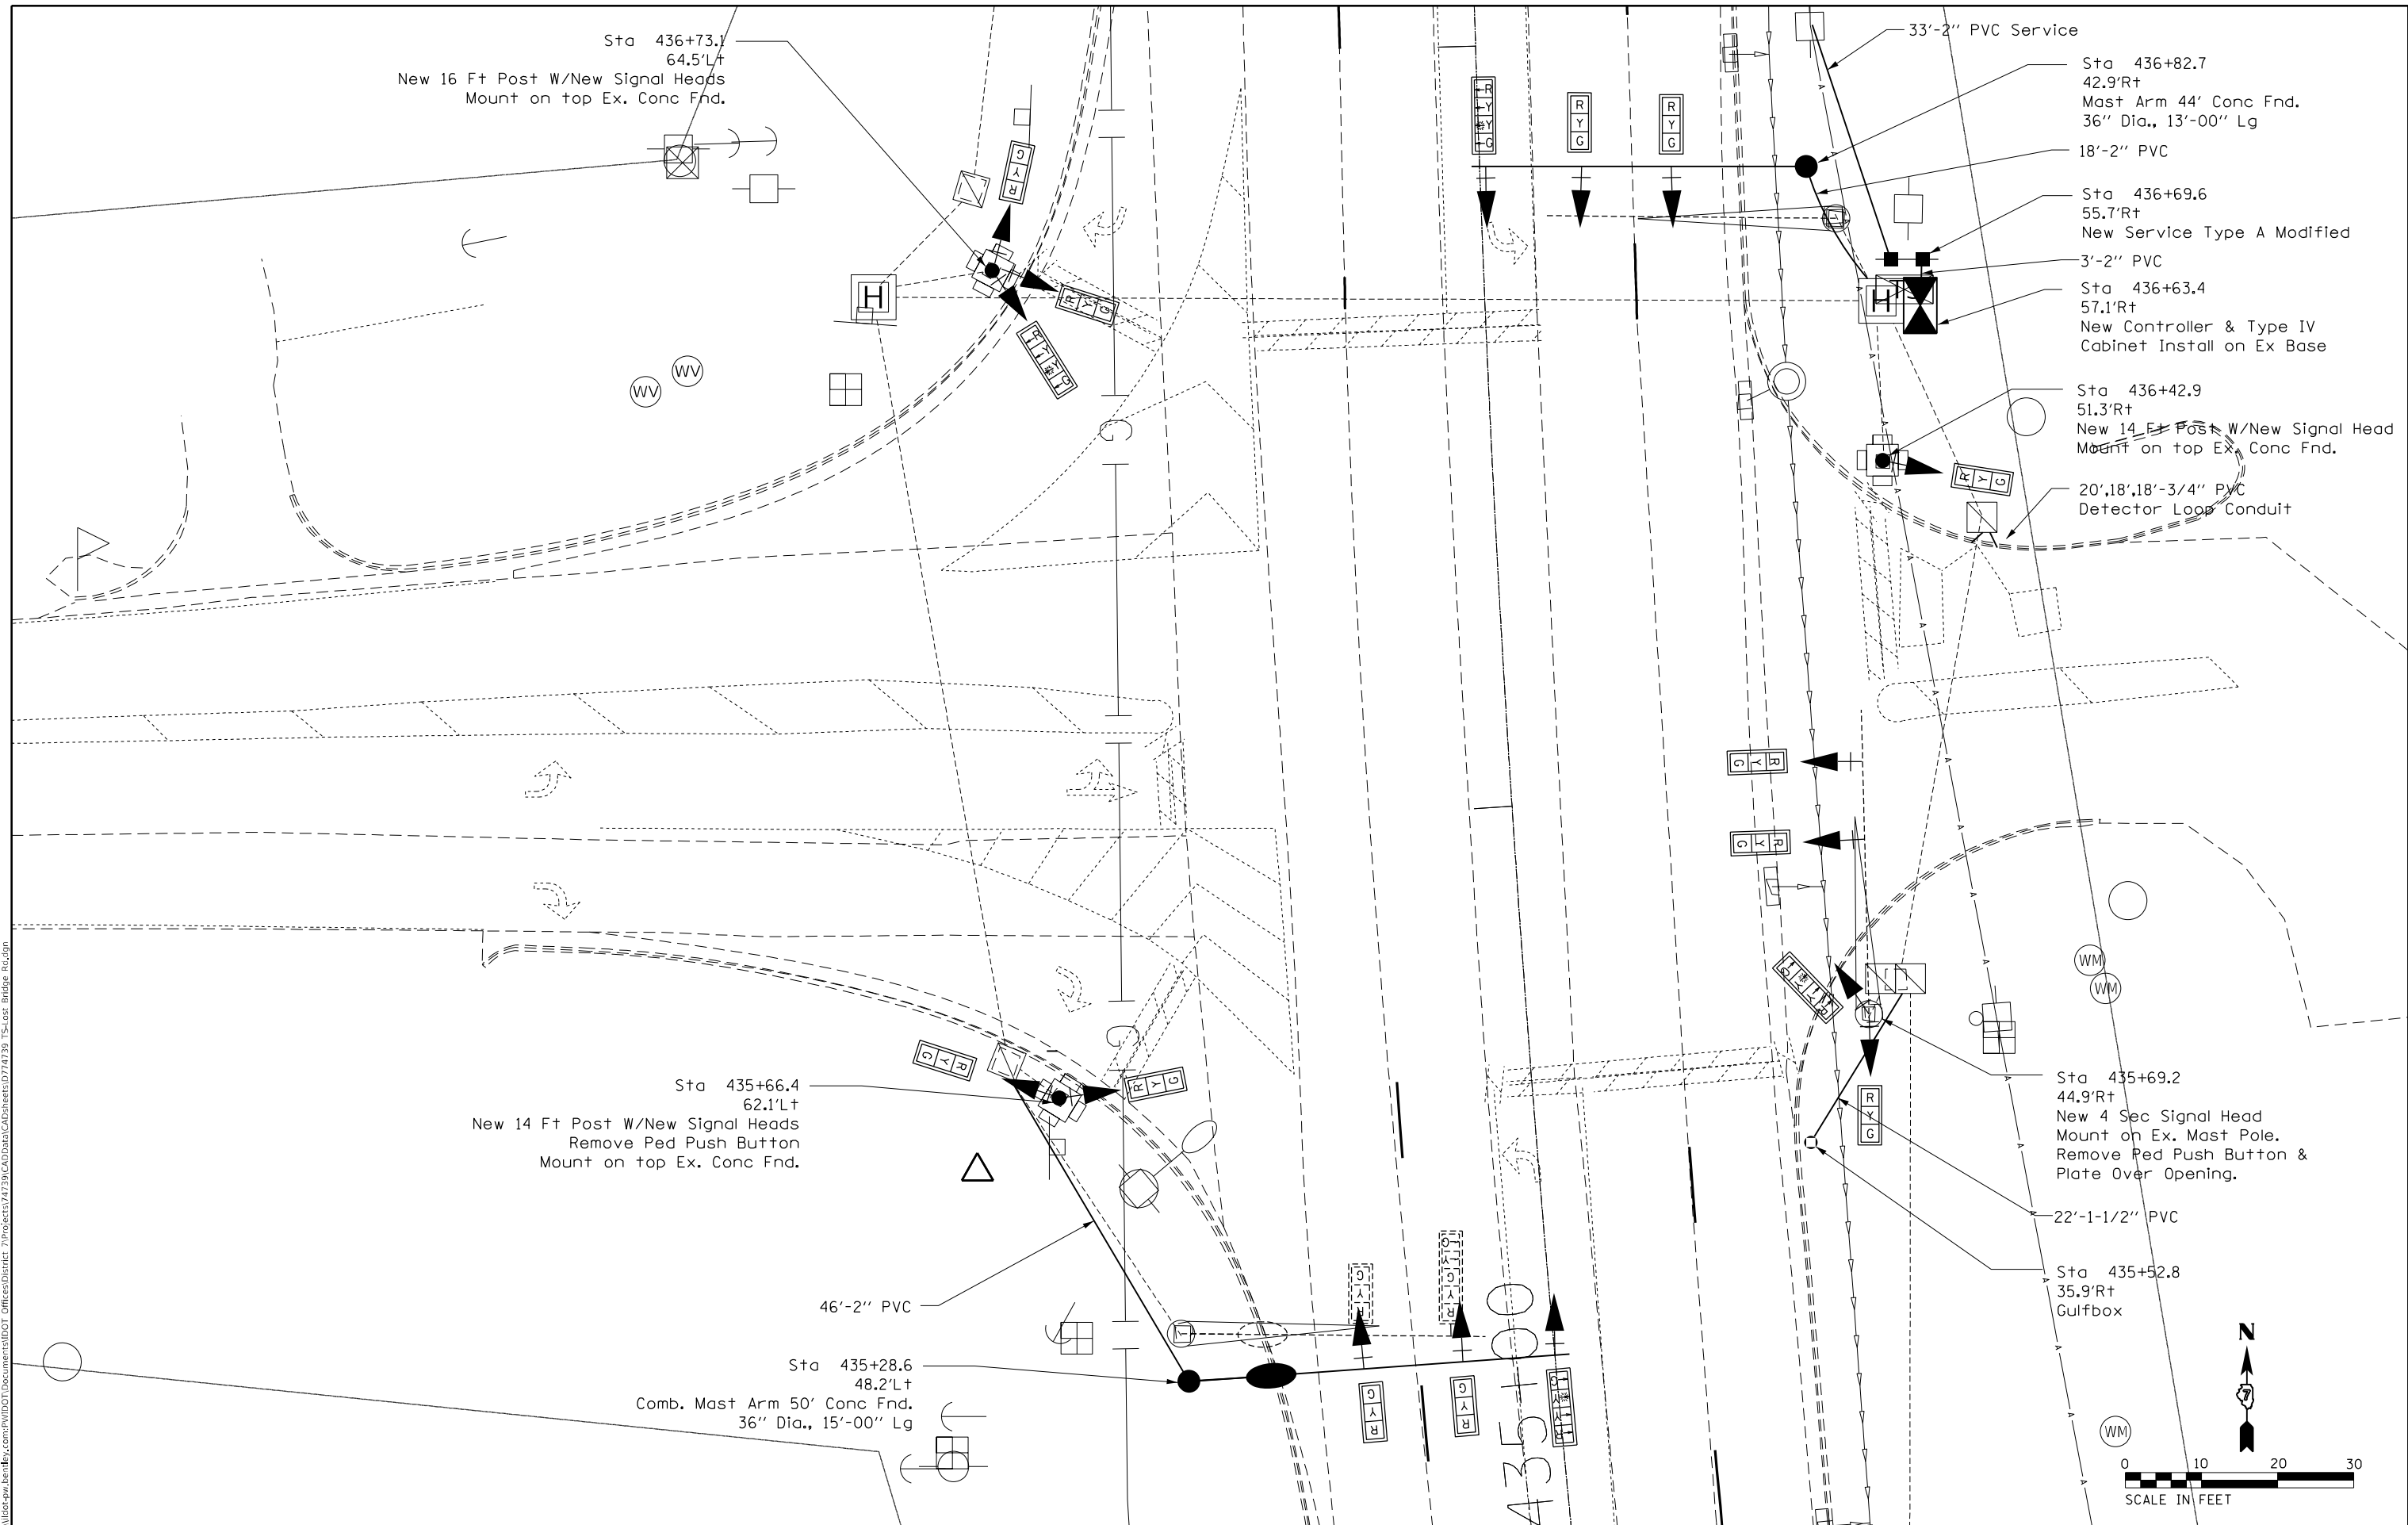 Sta 436+73.1
64.5'Lt
New 16 Ft Post W/New Signal Heads
Mount on top Ex. Conc Fnd.
33'-2" PVC Service
Sta 436+82.7
42.9'Rt
Mast Arm 44' Conc Fnd.
36" Dia., 13'-00" Lg
18'-2" PVC
Sta 436+69.6
55.7'Rt
New Service Type A Modified
3'-2" PVC
Sta 436+63.4
57.1'Rt
New Controller & Type IV
Cabinet Install on Ex Base
Sta 436+42.9
51.3'Rt
New 14 Ft Post W/New Signal Head
Mount on top Ex. Conc Fnd.
20',18',18'-3/4" PVC
Detector Loop Conduit
R
Y
Y
G
R
Y
G
R
Y
G
R Y G
R Y G
R Y Y G
R Y G
H
H
WV
WV
G
A
R Y G
R Y G
R Y Y G
WM
WM
G
R Y G
R Y G
Sta 435+66.4
62.1'Lt
New 14 Ft Post W/New Signal Heads
Remove Ped Push Button
Mount on top Ex. Conc Fnd.
R
Y
G
Sta 435+69.2
44.9'Rt
New 4 Sec Signal Head
Mount on Ex. Mast Pole.
Remove Ped Push Button &
Plate Over Opening.
22'-1-1/2" PVC
Sta 435+52.8
35.9'Rt
Gulfbox
46'-2" PVC
Sta 435+28.6
48.2'Lt
Comb. Mast Arm 50' Conc Fnd.
36" Dia., 15'-00" Lg
R Y G
R Y G
R Y G
R Y Y G
435+00
N
7
WM
0 10 20 30
SCALE IN FEET